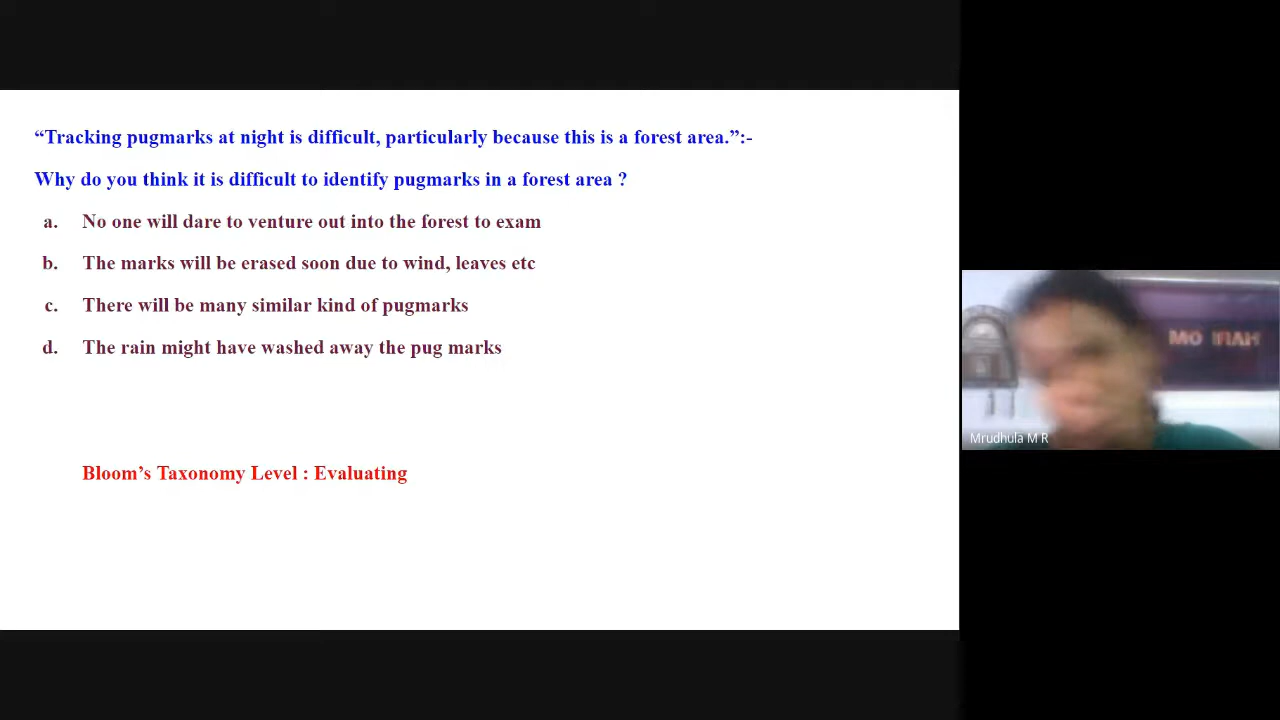 “Tracking pugmarks at night is difficult, particularly because this is a forest area.”:-
Why do you think it is difficult to identify pugmarks in a forest area ?
a. No one will dare to venture out into the forest to exam
b. The marks will be erased soon due to wind, leaves etc
c. There will be many similar kind of pugmarks
d. The rain might have washed away the pug marks
Bloom’s Taxonomy Level : Evaluating
Mrudhula M R